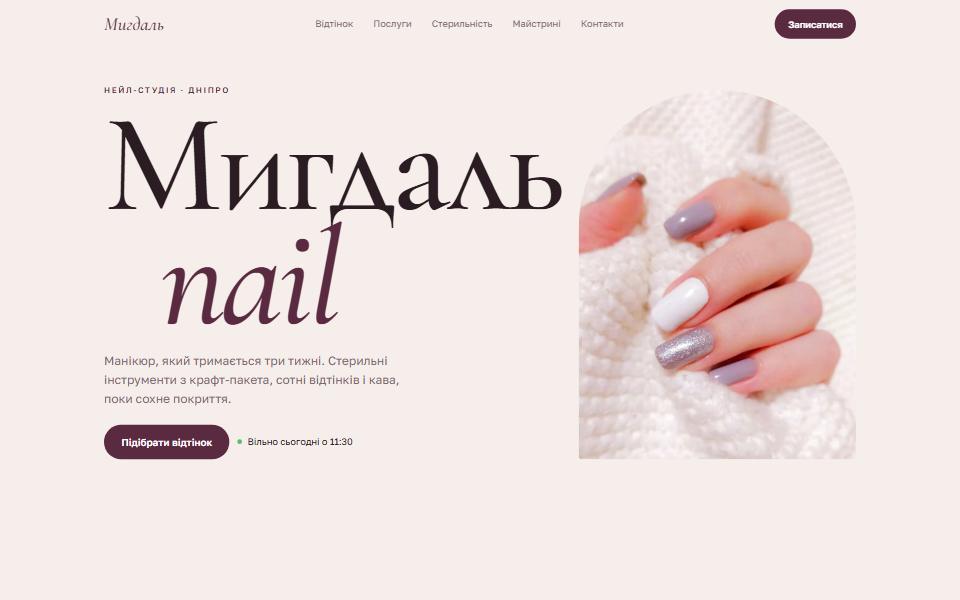 Мигдаль
Відтінок Послуги Стерильність Майстрині Контакти
Записатися
НЕЙЛ-СТУДІЯ · ДНІПРО
Мигдаль
nail
Манікюр, який тримається три тижні. Стерильні
інструменти з крафт-пакета, сотні відтінків і кава,
поки сохне покриття.
Підібрати відтінок
Вільно сьогодні о 11:30